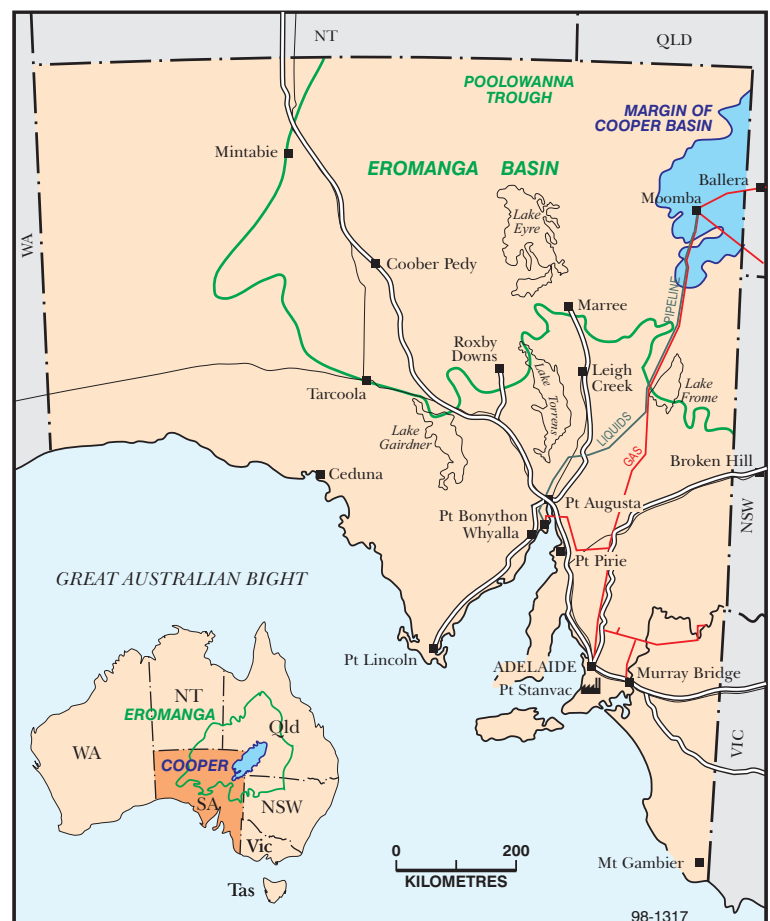 NT
QLD
POOLOWANNA
TROUGH
MARGIN OF
COOPER BASIN
Mintabie
EROMANGA BASIN
Ballera
Moomba
Lake
Eyre
WA
Coober Pedy
PIPELINE
Marree
Roxby
Downs
Leigh
Creek
Lake
Torrens
Lake
Frome
Tarcoola
Lake
Gairdner
LIQUIDS
GAS
Broken Hill
Ceduna
Pt Augusta
NSW
Pt Bonython
Whyalla
Pt Pirie
GREAT AUSTRALIAN BIGHT
Pt Lincoln
ADELAIDE
Murray Bridge
Pt Stanvac
VIC
NT
EROMANGA
Qld
WA
COOPER
SA
NSW
Vic
Tas
0 200
KILOMETRES
Mt Gambier
98-1317